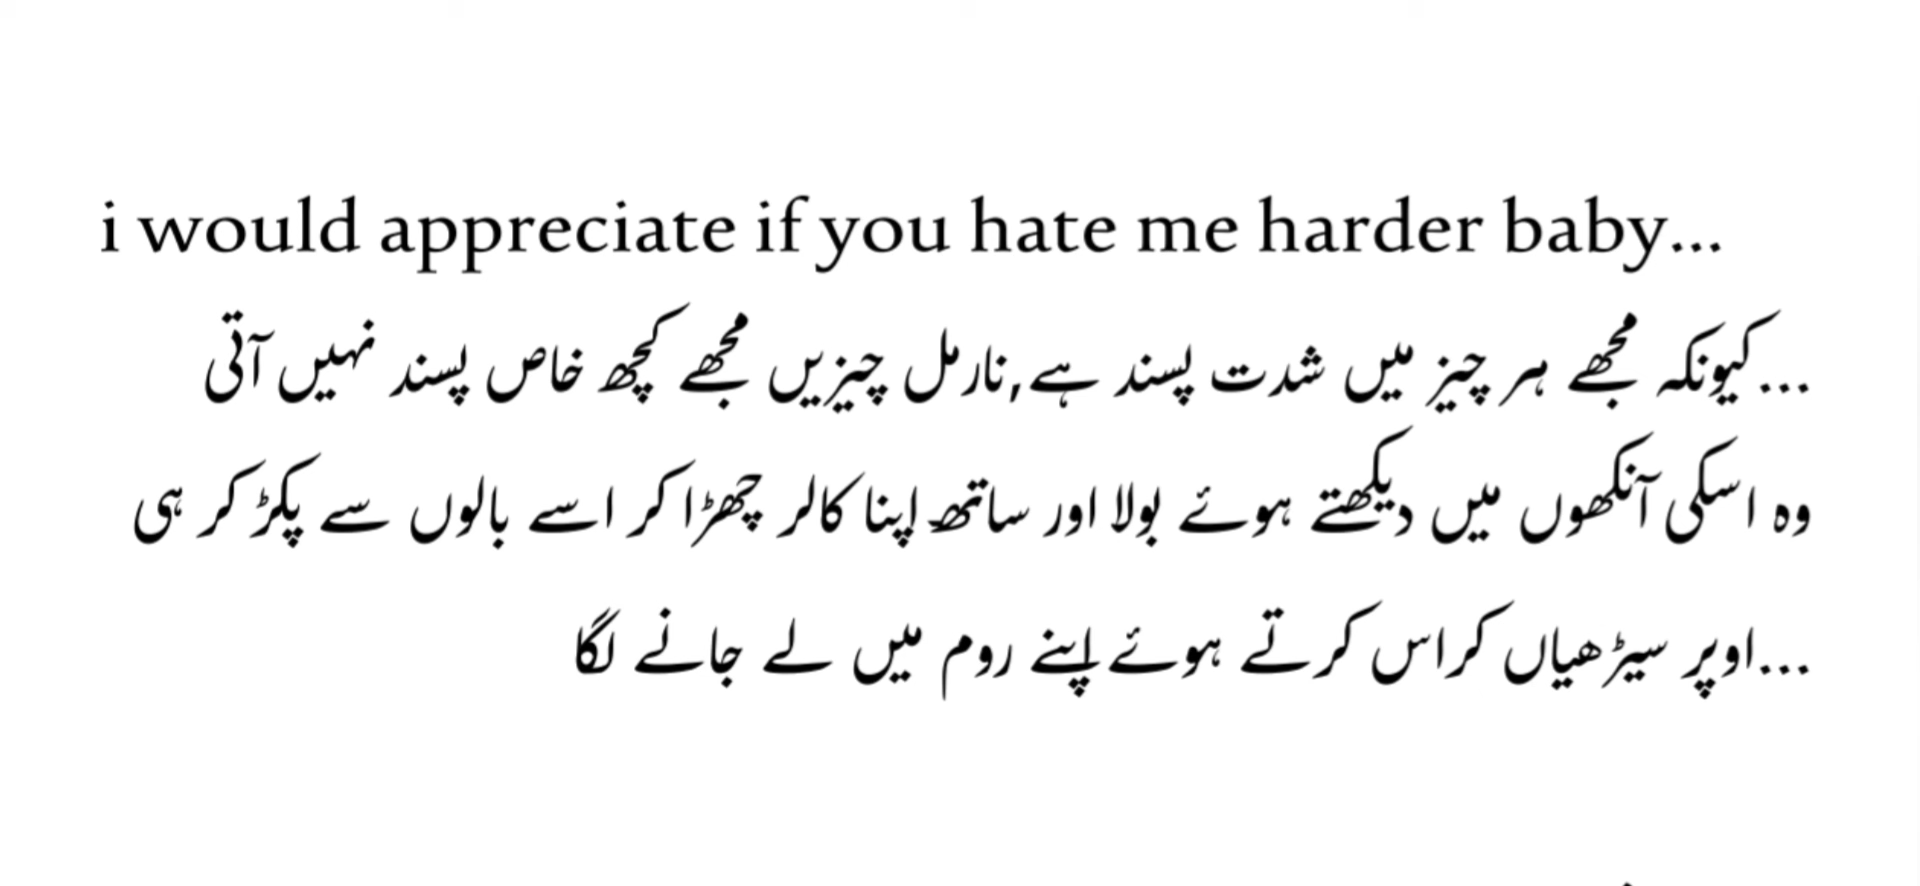 i would appreciate if you hate me harder baby...
...کیونکہ مجھے ہر چیز میں شدت پسند ہے,نارمل چیزیں مجھے کچھ خاص پسند نہیں آتی
وہ اسکی آنکھوں میں دیکھتے ہوئے بولا اور ساتھ اپنا کالر چھڑا کر اسے بالوں سے پکڑ کر ہی
...اوپر سیڑھیاں کراس کرتے ہوئے اپنے روم میں لے جانے لگا